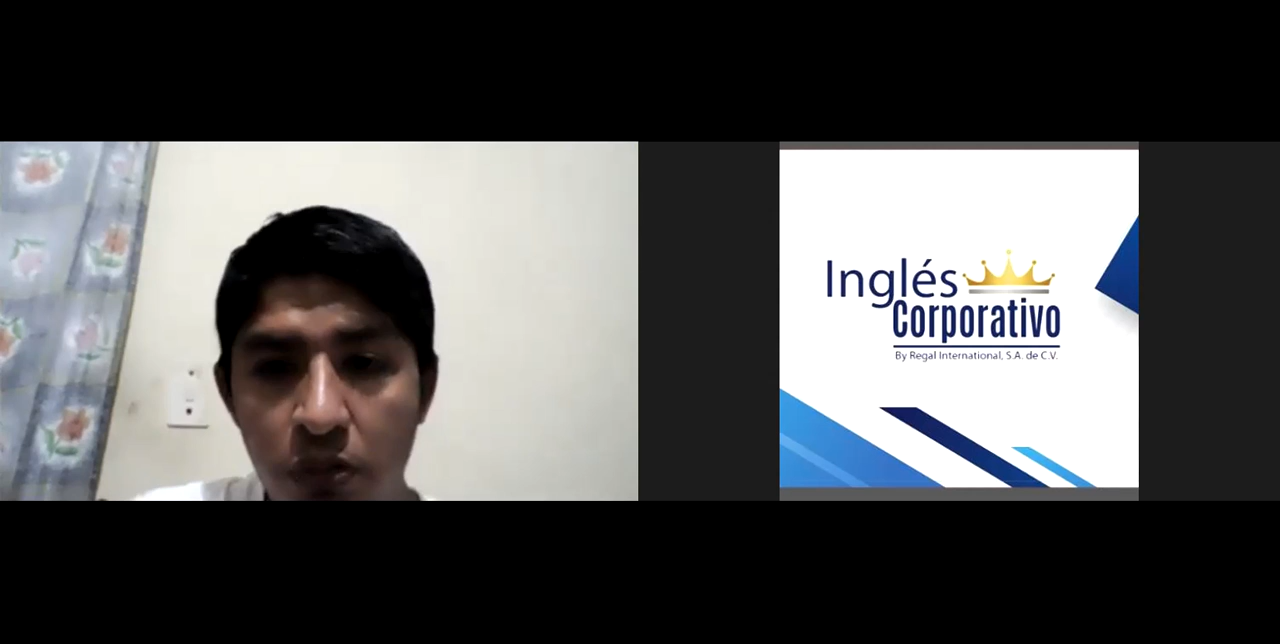 Inglés
Corporativo
By Regal International, S.A. de C.V.